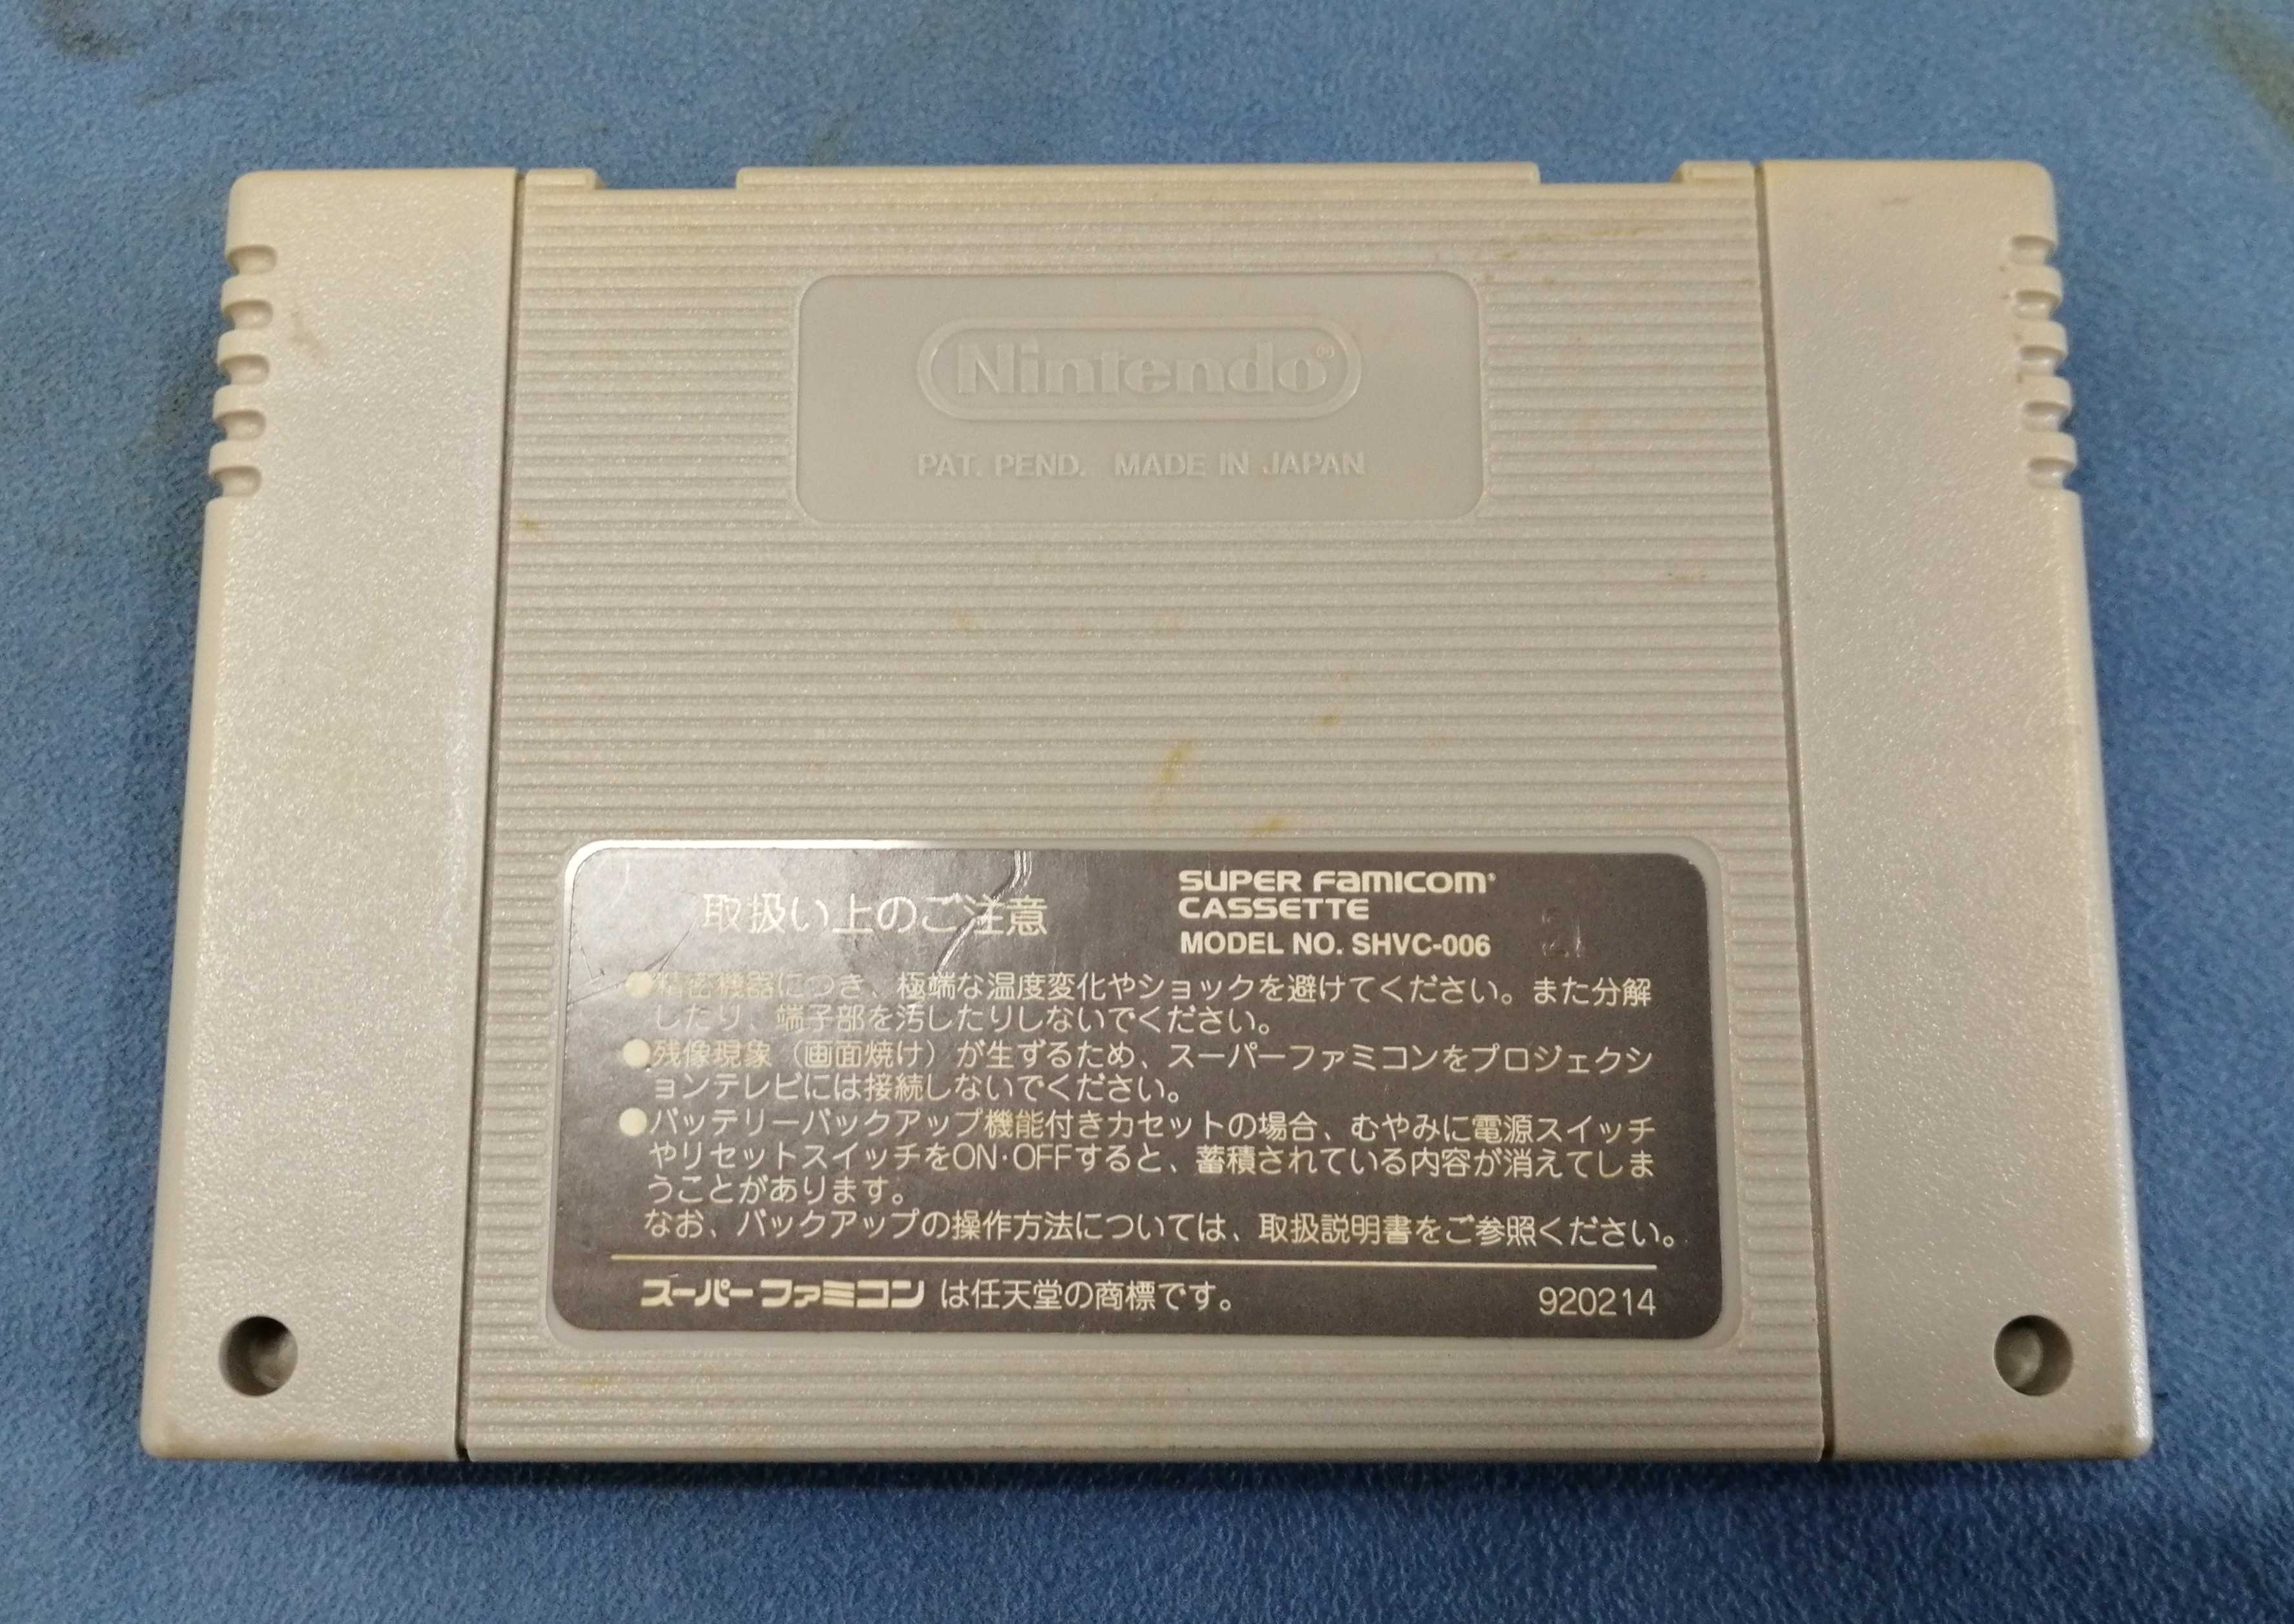 Nintendo®
PAT. PEND. MADE IN JAPAN
取扱い上のご注意
SUPER FAMICOM®
CASSETTE
MODEL NO. SHVC-006
21
●精密機器につき、極端な温度変化やショックを避けてください。また分解
したり、端子部を汚したりしないでください。
●残像現象（画面焼け）が生ずるため、スーパーファミコンをプロジェクシ
ョンテレビには接続しないでください。
●バッテリーバックアップ機能付きカセットの場合、むやみに電源スイッチ
やリセットスイッチをON·OFFすると、蓄積されている内容が消えてしま
うことがあります。
なお、バックアップの操作方法については、取扱説明書をご参照ください。
スーパーファミコン は任天堂の商標です。
920214